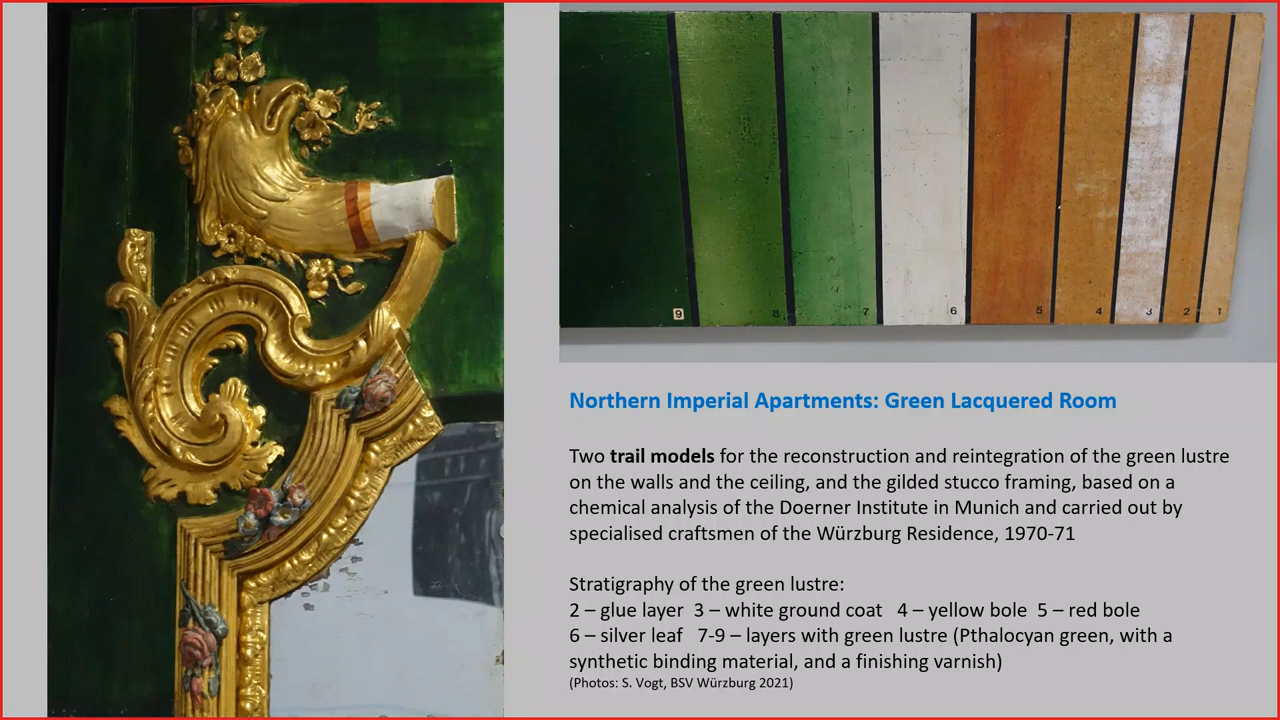 9 8 7 6 5 4 3 2 1
Northern Imperial Apartments: Green Lacquered Room
Two trail models for the reconstruction and reintegration of the green lustre
on the walls and the ceiling, and the gilded stucco framing, based on a
chemical analysis of the Doerner Institute in Munich and carried out by
specialised craftsmen of the Würzburg Residence, 1970-71
Stratigraphy of the green lustre:
2 – glue layer 3 – white ground coat 4 – yellow bole 5 – red bole
6 – silver leaf 7-9 – layers with green lustre (Pthalocyan green, with a
synthetic binding material, and a finishing varnish)
(Photos: S. Vogt, BSV Würzburg 2021)